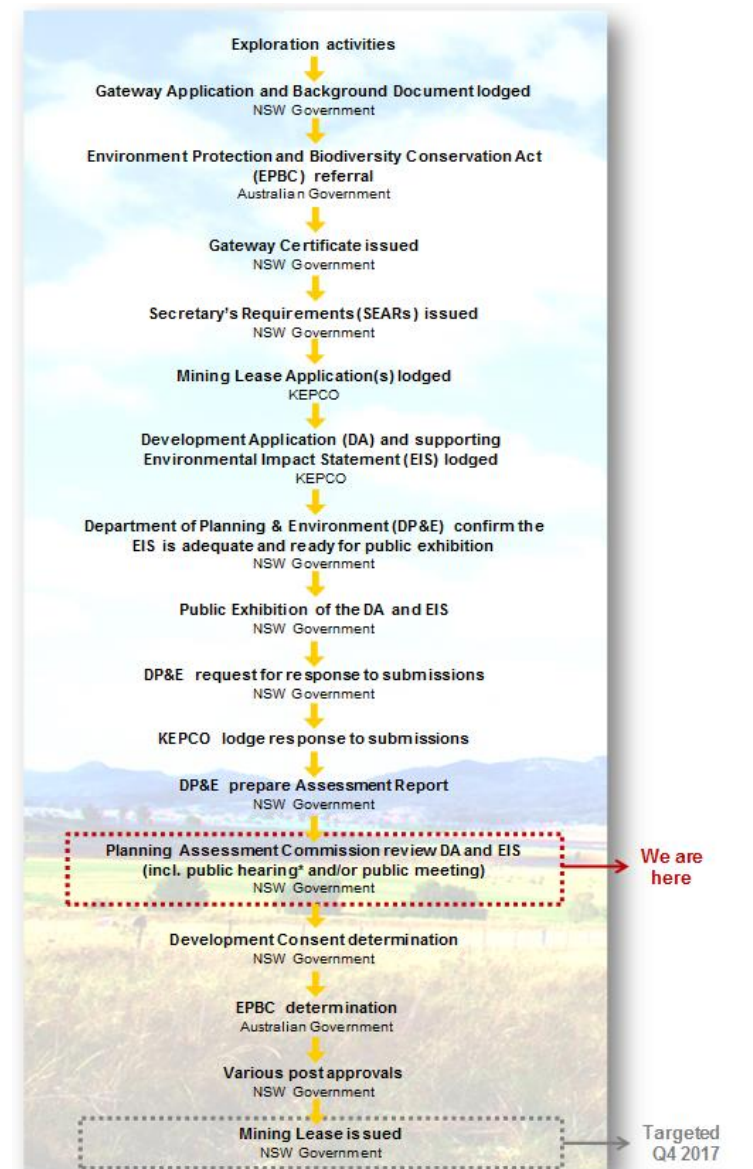 Exploration activities
Gateway Application and Background Document lodged
NSW Government
Environment Protection and Biodiversity Conservation Act
(EPBC) referral
Australian Government
Gateway Certificate issued
NSW Government
Secretary's Requirements (SEARs) issued
NSW Government
Mining Lease Application(s) lodged
KEPCO
Development Application (DA) and supporting
Environmental Impact Statement (EIS) lodged
KEPCO
Department of Planning & Environment (DP&E) confirm the
EIS is adequate and ready for public exhibition
NSW Government
Public Exhibition of the DA and EIS
NSW Government
DP&E request for response to submissions
NSW Government
KEPCO lodge response to submissions
DP&E prepare Assessment Report
NSW Government
Planning Assessment Commission review DA and EIS
(incl. public hearing* and/or public meeting)
NSW Government
We are
here
Development Consent determination
NSW Government
EPBC determination
Australian Government
Various post approvals
NSW Government
Mining Lease issued
NSW Government
Targeted
Q4 2017